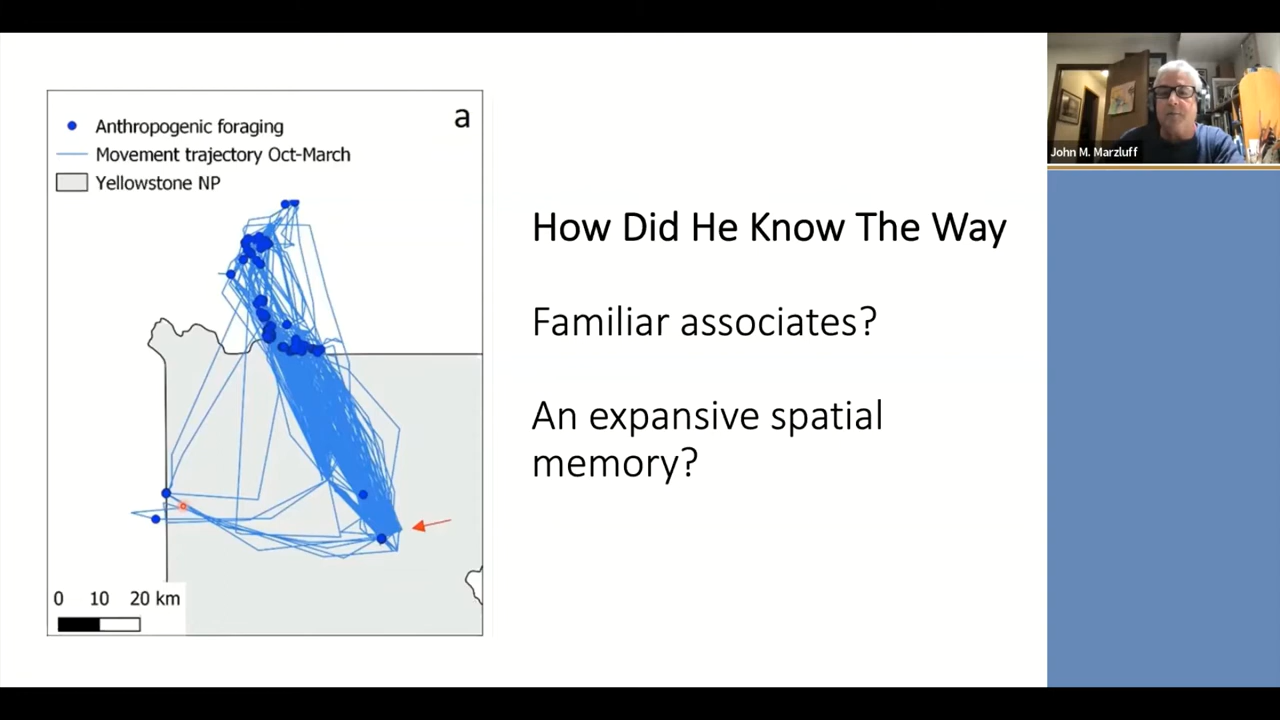 a
Anthropogenic foraging
Movement trajectory Oct-March
Yellowstone NP
0 10 20 km
How Did He Know The Way
Familiar associates?
An expansive spatial
memory?
John M. Marzluff